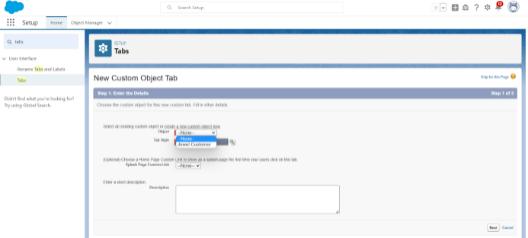 Search Setup
Setup
Home
Object Manager
tabs
User Interface
Rename Tabs and Labels
Tabs
Didn't find what you're looking for?
Try using Global Search.
SETUP
Tabs
New Custom Object Tab
Help for this Page
Step 1. Enter the Details
Step 1 of 3
Choose the custom object for this new custom tab. Fill in other details.
Select an existing custom object or create a new custom object now.
Object
--None--
--None--
Tab Style
(Optional) Choose a Home Page Custom Link to show as a splash page the first time your users click on this tab.
Splash Page Custom Link
--None--
Enter a short description.
Description
Next
Cancel